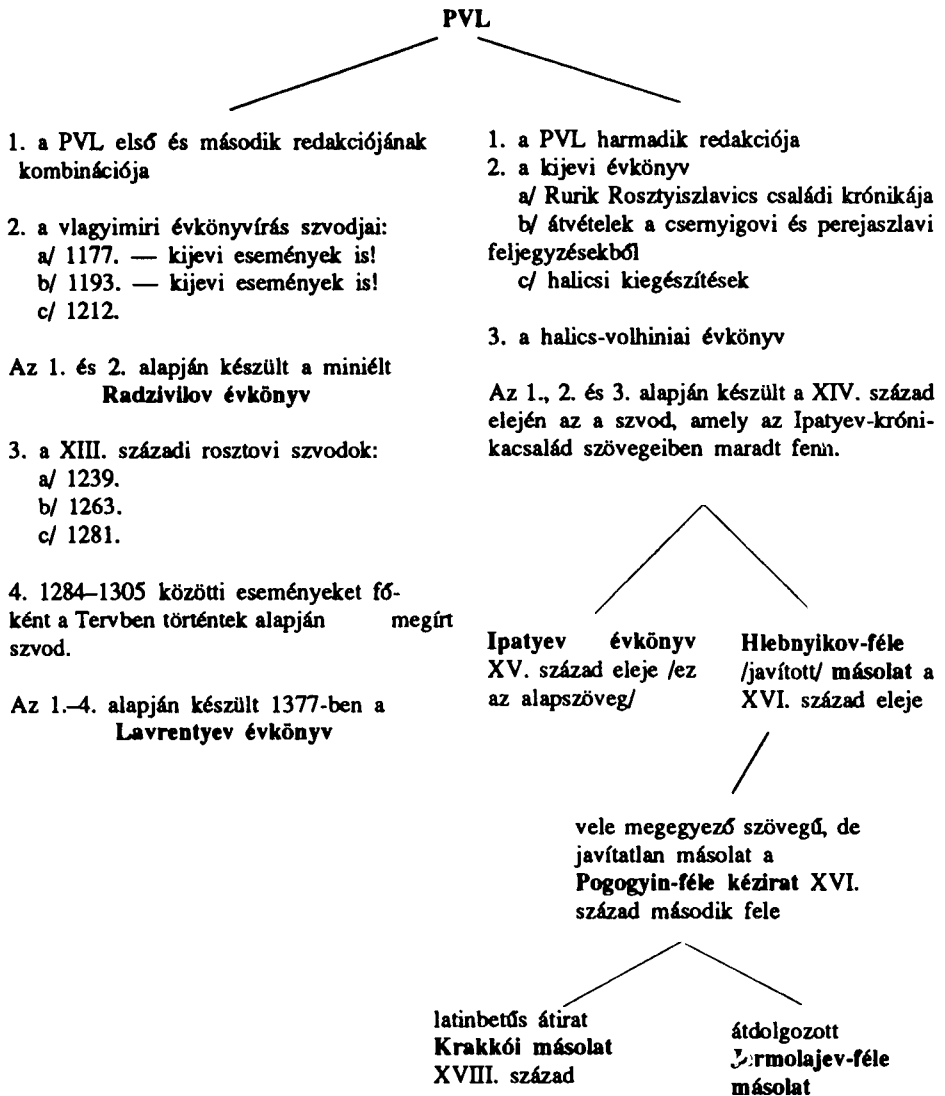 PVL
1. a PVL első és második redakciójának
kombinációja
2. a vlagyimiri évkönyvírás szvodjai:
a/ 1177. — kijevi események is!
b/ 1193. — kijevi események is!
c/ 1212.
Az 1. és 2. alapján készült a miniélt
Radzivilov évkönyv
3. a XIII. századi rosztovi szvodok:
a/ 1239.
b/ 1263.
c/ 1281.
4. 1284–1305 közötti eseményeket fő-
ként a Tervben történtek alapján megírt
szvod.
Az 1.–4. alapján készült 1377-ben a
Lavrentyev évkönyv
1. a PVL harmadik redakciója
2. a kijevi évkönyv
a/ Rurik Rosztyiszlavics családi krónikája
b/ átvételek a csernyigovi és perejaszlavi
feljegyzésekből
c/ halicsi kiegészítések
3. a halics-volhiniai évkönyv
Az 1., 2. és 3. alapján készült a XIV. század
elején az a szvod, amely az Ipatyev-króni-
kacsalád szövegeiben maradt fenn.
Ipatyev évkönyv
XV. század eleje /ez
az alapszöveg/
Hlebnyikov-féle
/javított/ másolat a
XVI. század eleje
vele megegyező szövegű, de
javítatlan másolat a
Pogogyin-féle kézirat XVI.
század második fele
latinbetűs átirat
Krakkói másolat
XVIII. század
átdolgozott
Jermolajev-féle
másolat